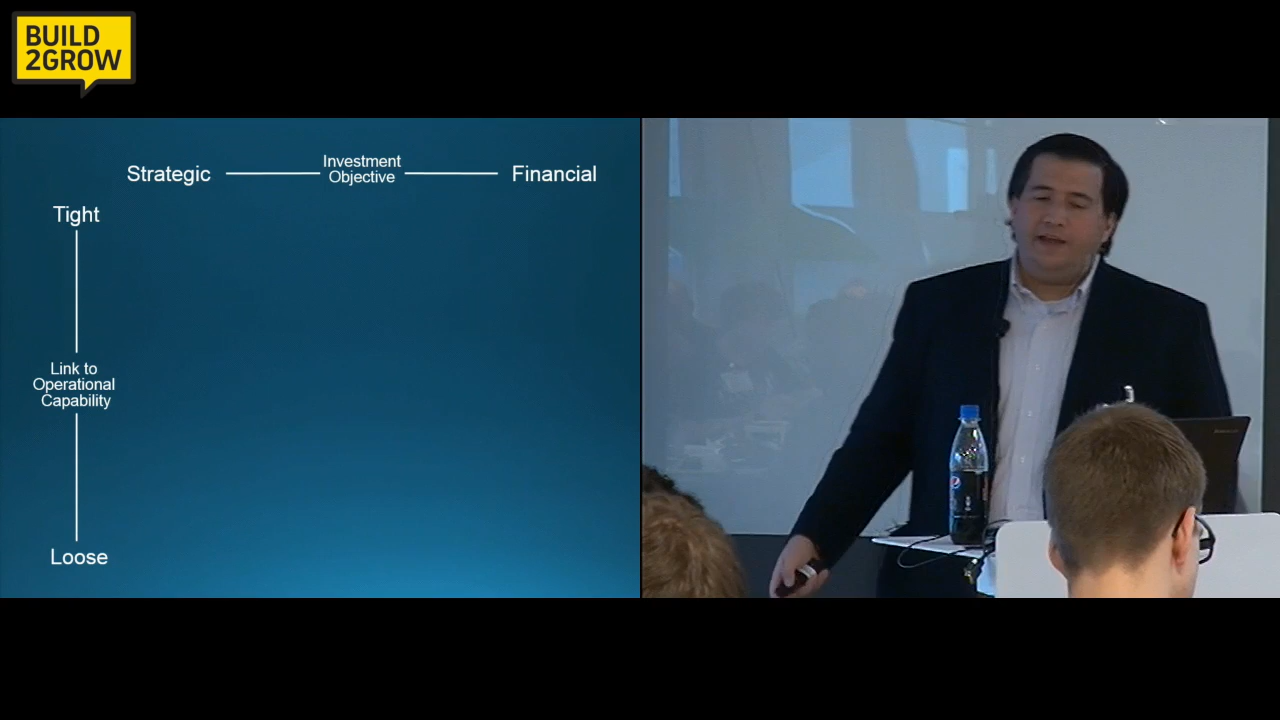 BUILD
2GROW
Strategic
Investment
Objective
Financial
Tight
Link to
Operational
Capability
Loose